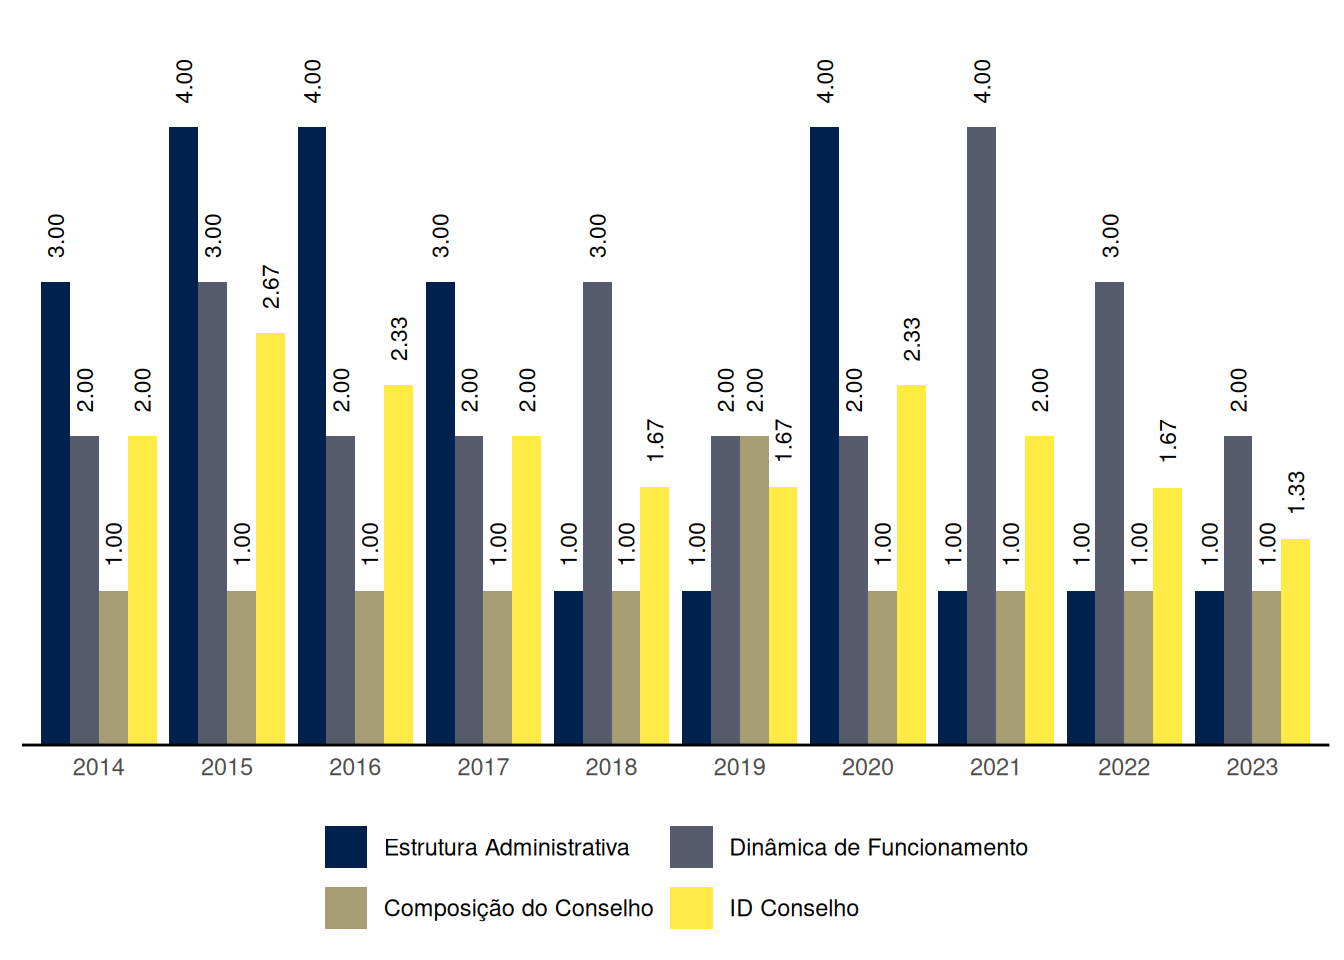 3.00 2.00 1.00 2.00
4.00 3.00 1.00 2.67
4.00 2.00 1.00 2.33
3.00 2.00 1.00 2.00
1.00 3.00 1.00 1.67
1.00 2.00 2.00 1.67
4.00 2.00 1.00 2.33
1.00 4.00 1.00 2.00
1.00 3.00 1.00 1.67
1.00 2.00 1.00 1.33
2014 2015 2016 2017 2018 2019 2020 2021 2022 2023
Estrutura Administrativa Dinâmica de Funcionamento
Composição do Conselho ID Conselho